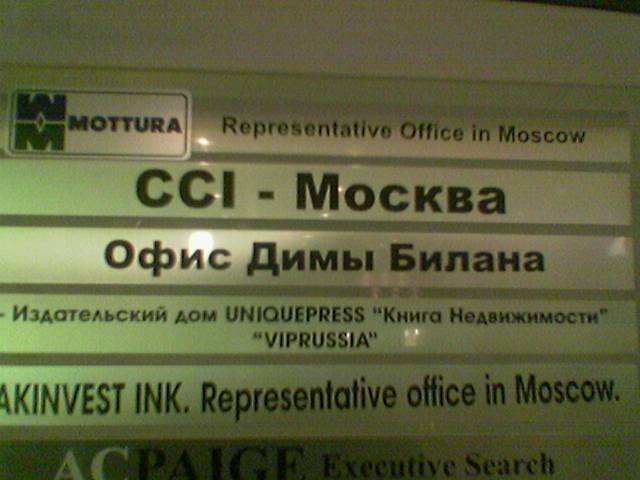 MOTTURA Representative Office in Moscow
CCI - Москва
Офис Димы Билана
- Издательский дом UNIQUEPRESS "Книга Недвижимости"
"VIPRUSSIA"
AKINVEST INK. Representative office in Moscow.
ACPAIGE Executive Search